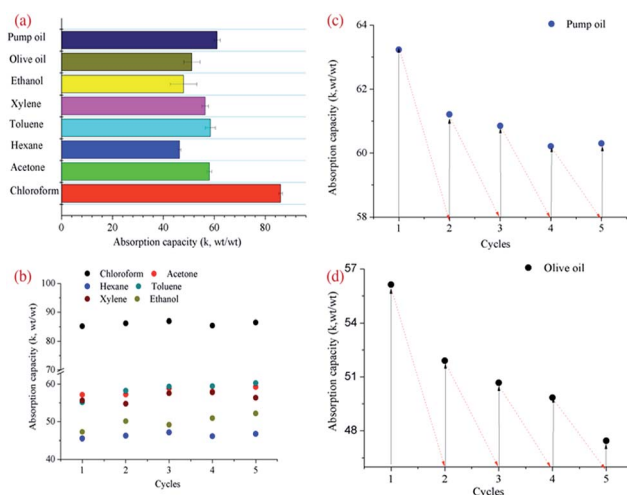 (a)
Pump oil
Olive oil
Ethanol
Xylene
Toluene
Hexane
Acetone
Chloroform
0 20 40 60 80
Absorption capacity (k, wt/wt)
(b)
Chloroform Acetone
Hexane Toluene
Xylene Ethanol
Absorption capacity (k, wt/wt)
100
90
80
70
60
50
40
1 2 3 4 5
Cycles
(c)
Pump oil
Absorption capacity (k,wt/wt)
64
62
60
58
1 2 3 4 5
Cycles
(d)
Olive oil
Absorption capacity (k,wt/wt)
57
56
51
48
1 2 3 4 5
Cycles